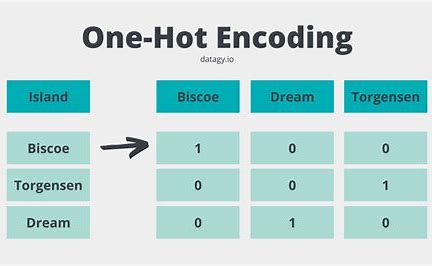 One-Hot Encoding
datagy.io
Island Biscoe Dream Torgensen
Biscoe 1 0 0
Torgensen 0 0 1
Dream 0 1 0